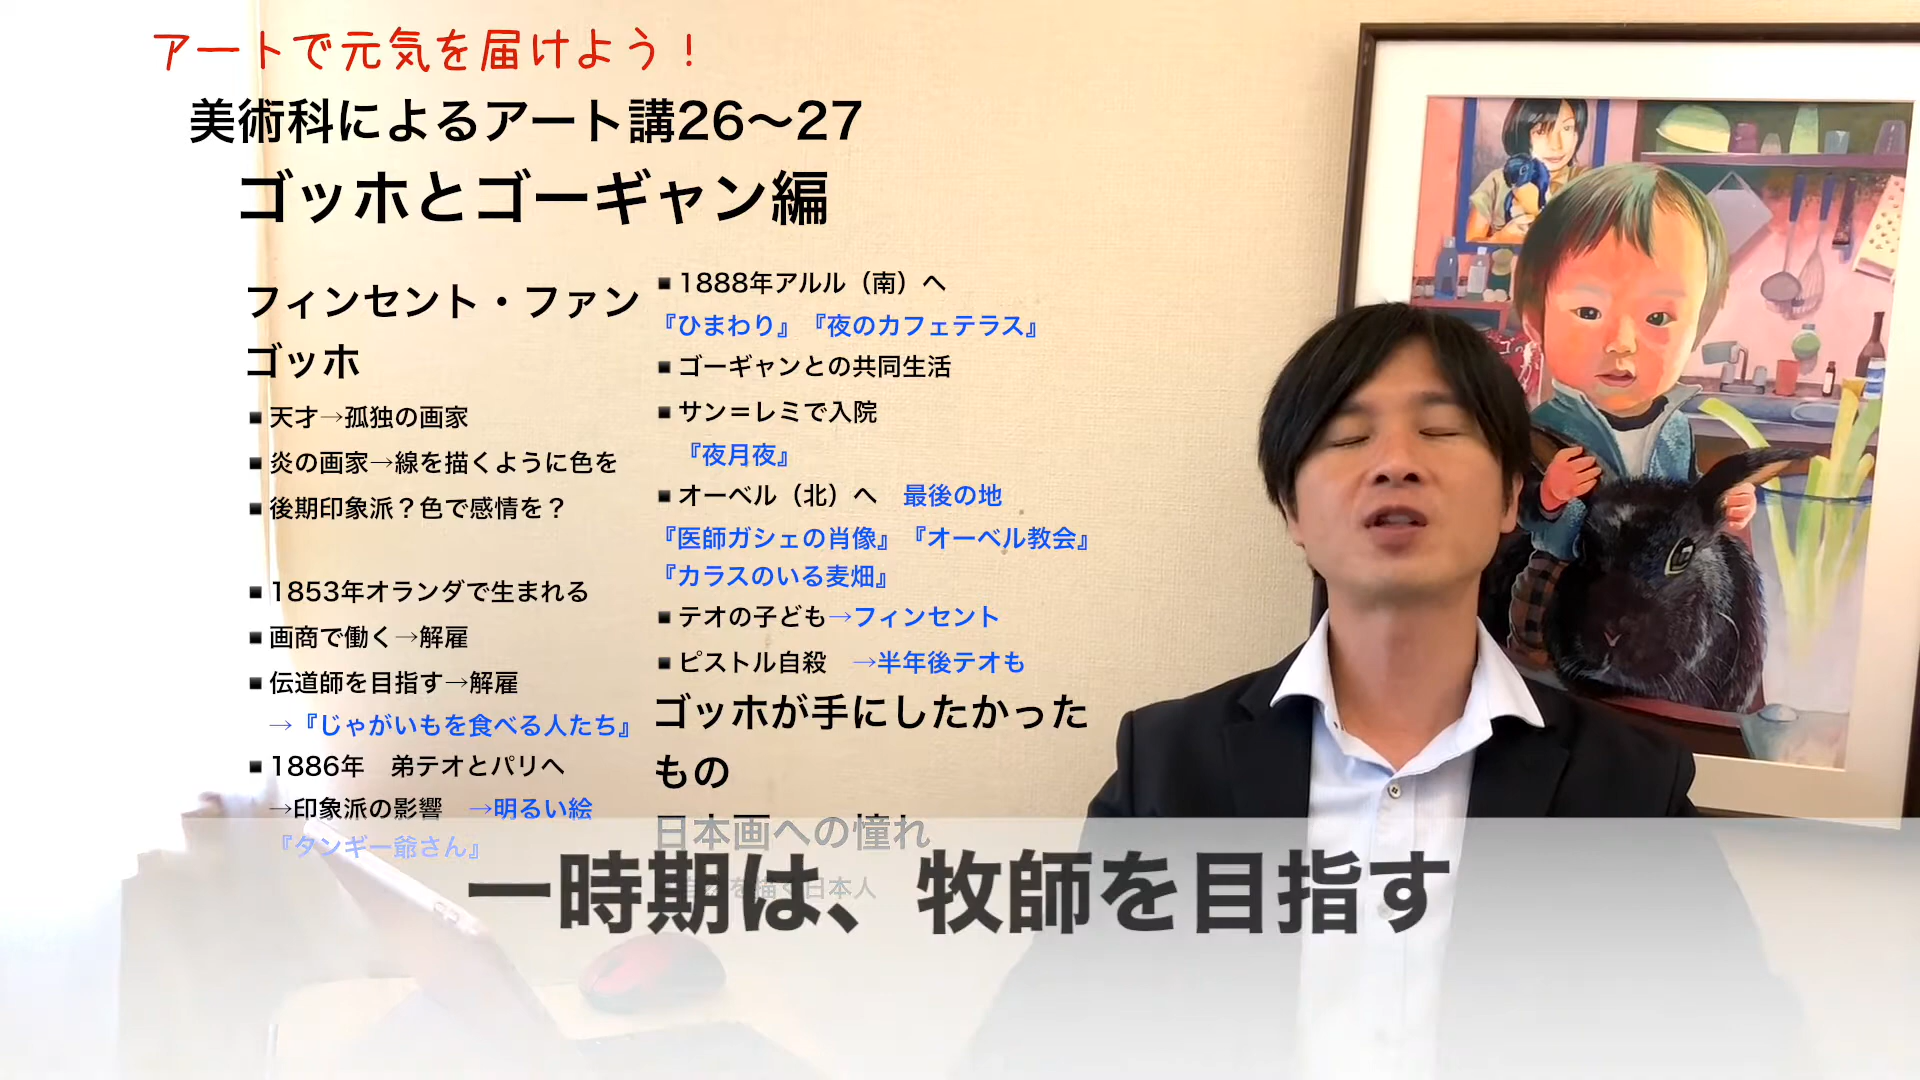 アートで元気を届けよう！
美術科によるアート講26〜27
ゴッホとゴーギャン編
フィンセント・ファン
ゴッホ
▪天才→孤独の画家
▪炎の画家→線を描くように色を
▪後期印象派？色で感情を？
▪1853年オランダで生まれる
▪画商で働く→解雇
▪伝道師を目指す→解雇
→『じゃがいもを食べる人たち』
▪1886年　弟テオとパリへ
→印象派の影響　→明るい絵
『タンギー爺さん』
▪1888年アルル（南）へ
『ひまわり』『夜のカフェテラス』
▪ゴーギャンとの共同生活
▪サン＝レミで入院
『夜月夜』
▪オーベル（北）へ　最後の地
『医師ガシェの肖像』『オーベル教会』
『カラスのいる麦畑』
▪テオの子ども→フィンセント
▪ピストル自殺　→半年後テオも
ゴッホが手にしたかった
もの
日本画への憧れ
を描く日本人
一時期は、牧師を目指す